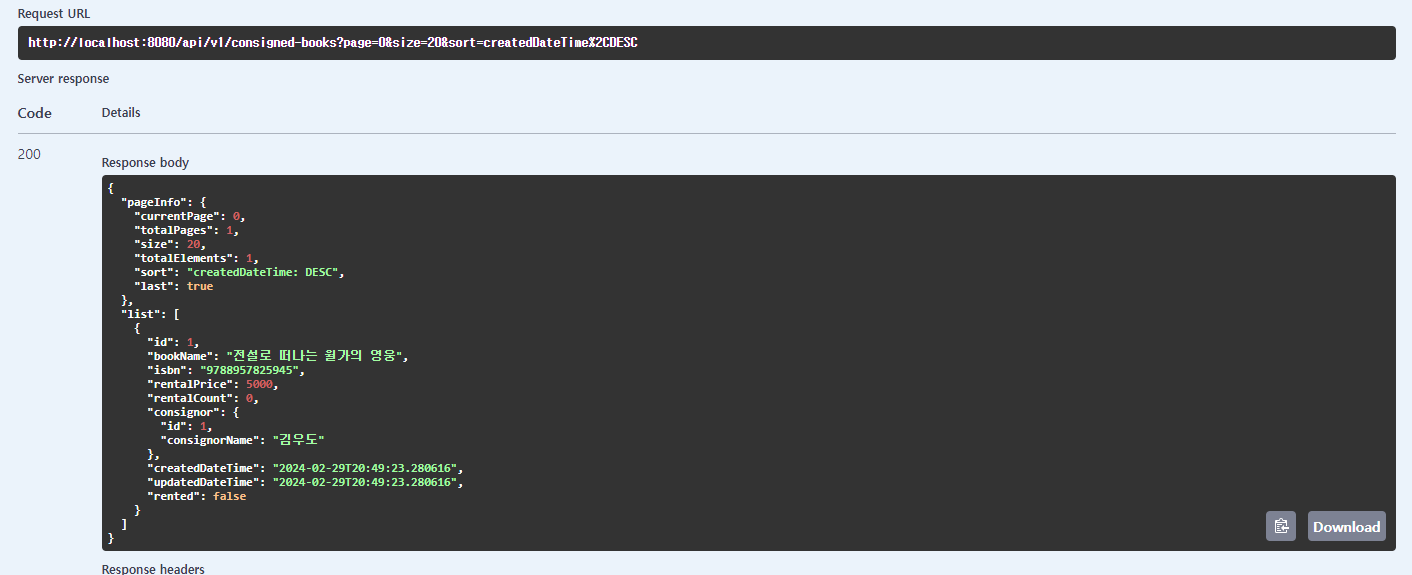 Request URL
http://localhost:8080/api/v1/consigned-books?page=0&size=20&sort=createdDateTime%2CDESC
Server response
Code Details
200
Response body
{
  "pageInfo": {
    "currentPage": 0,
    "totalPages": 1,
    "size": 20,
    "totalElements": 1,
    "sort": "createdDateTime: DESC",
    "last": true
  },
  "list": [
    {
      "id": 1,
      "bookName": "전설로 떠나는 월가의 영웅",
      "isbn": "9788957825945",
      "rentalPrice": 5000,
      "rentalCount": 0,
      "consignor": {
        "id": 1,
        "consignorName": "김우도"
      },
      "createdDateTime": "2024-02-29T20:49:23.280616",
      "updatedDateTime": "2024-02-29T20:49:23.280616",
      "rented": false
    }
  ]
}
Download
Response headers